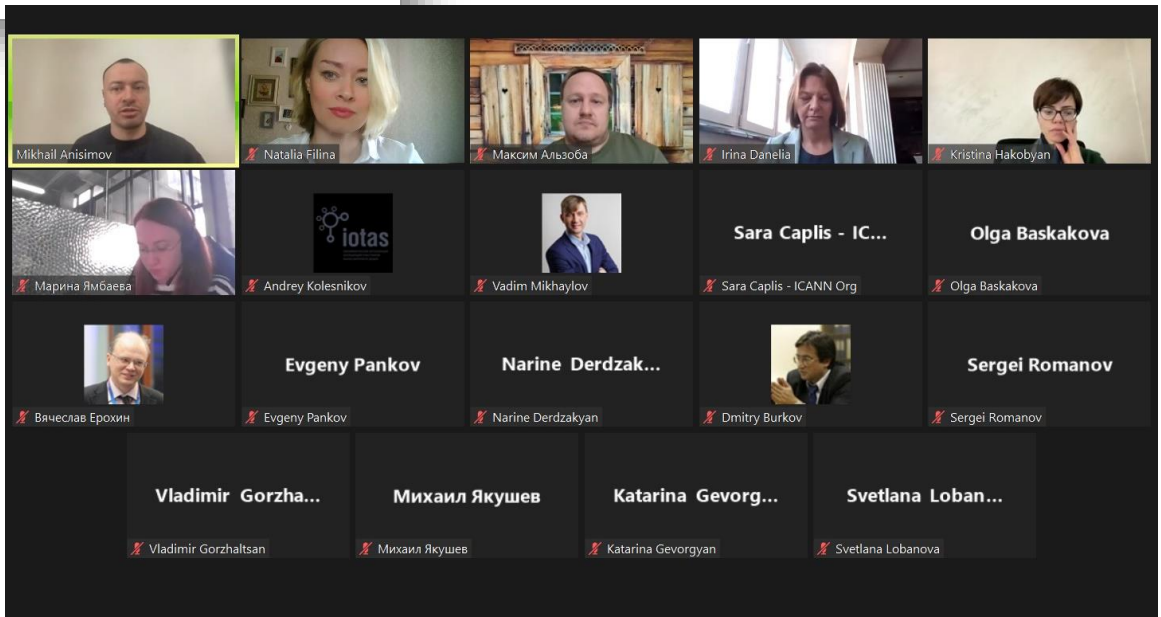 Mikhail Anisimov
Natalia Filina
Максим Альзоба
Irina Danelia
Kristina Hakobyan
Марина Ямбаева
iotas
Andrey Kolesnikov
Vadim Mikhaylov
Sara Caplis - IC...
Sara Caplis - ICANN Org
Olga Baskakova
Olga Baskakova
Вячеслав Ерохин
Evgeny Pankov
Evgeny Pankov
Narine Derdzak...
Narine Derdzakyan
Dmitry Burkov
Sergei Romanov
Sergei Romanov
Vladimir Gorzha...
Vladimir Gorzhaltsan
Михаил Якушев
Михаил Якушев
Katarina Gevorg...
Katarina Gevorgyan
Svetlana Loban...
Svetlana Lobanova